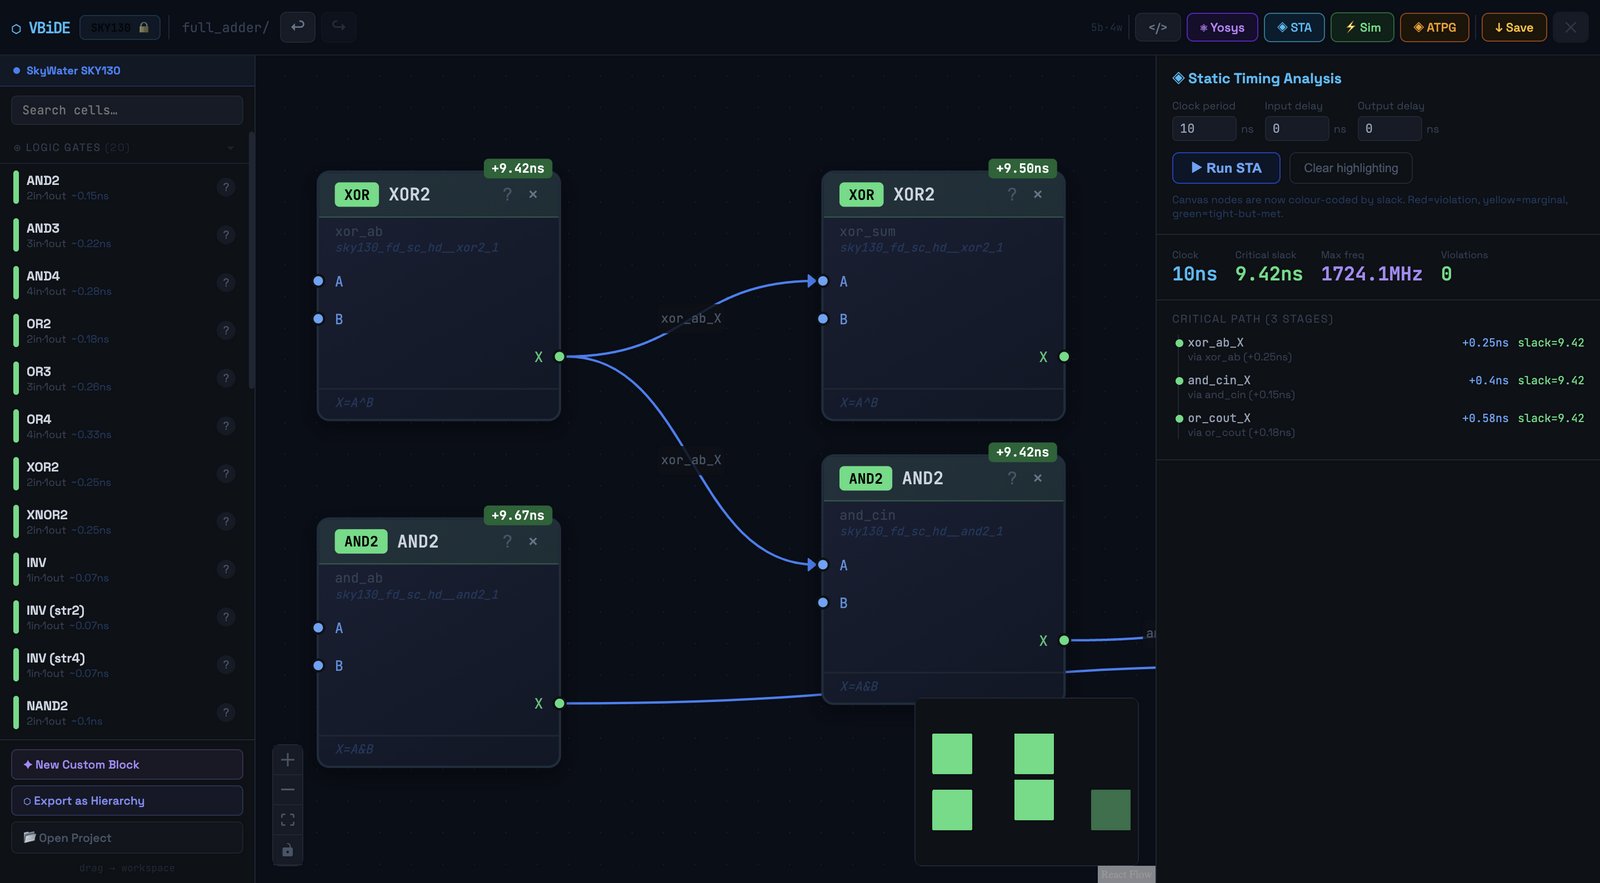 VBiDE
SKY130
full_adder/
5b·4w
</>
Yosys
STA
Sim
ATPG
Save
SkyWater SKY130
Search cells…
LOGIC GATES (20)
AND2
2in·1out ~0.15ns
?
AND3
3in·1out ~0.22ns
?
AND4
4in·1out ~0.28ns
?
OR2
2in·1out ~0.18ns
?
OR3
3in·1out ~0.26ns
?
OR4
4in·1out ~0.33ns
?
XOR2
2in·1out ~0.25ns
?
XNOR2
2in·1out ~0.25ns
?
INV
1in·1out ~0.07ns
?
INV (str2)
1in·1out ~0.07ns
?
INV (str4)
1in·1out ~0.07ns
?
NAND2
2in·1out ~0.1ns
?
New Custom Block
Export as Hierarchy
Open Project
drag → workspace
+9.42ns
XOR XOR2 ? ×
xor_ab
sky130_fd_sc_hd__xor2_1
A
B
X
X=A^B
+9.50ns
XOR XOR2 ? ×
xor_sum
sky130_fd_sc_hd__xor2_1
A
B
X
X=A^B
xor_ab_X
xor_ab_X
+9.67ns
AND2 AND2 ? ×
and_ab
sky130_fd_sc_hd__and2_1
A
B
X
X=A&B
+9.42ns
AND2 AND2 ? ×
and_cin
sky130_fd_sc_hd__and2_1
A
B
X
X=A&B
React Flow
Static Timing Analysis
Clock period Input delay Output delay
10 ns 0 ns 0 ns
Run STA Clear highlighting
Canvas nodes are now colour-coded by slack. Red=violation, yellow=marginal,
green=tight-but-met.
Clock Critical slack Max freq Violations
10ns 9.42ns 1724.1MHz 0
CRITICAL PATH (3 STAGES)
xor_ab_X +0.25ns slack=9.42
via xor_ab (+0.25ns)
and_cin_X +0.4ns slack=9.42
via and_cin (+0.15ns)
or_cout_X +0.58ns slack=9.42
via or_cout (+0.18ns)